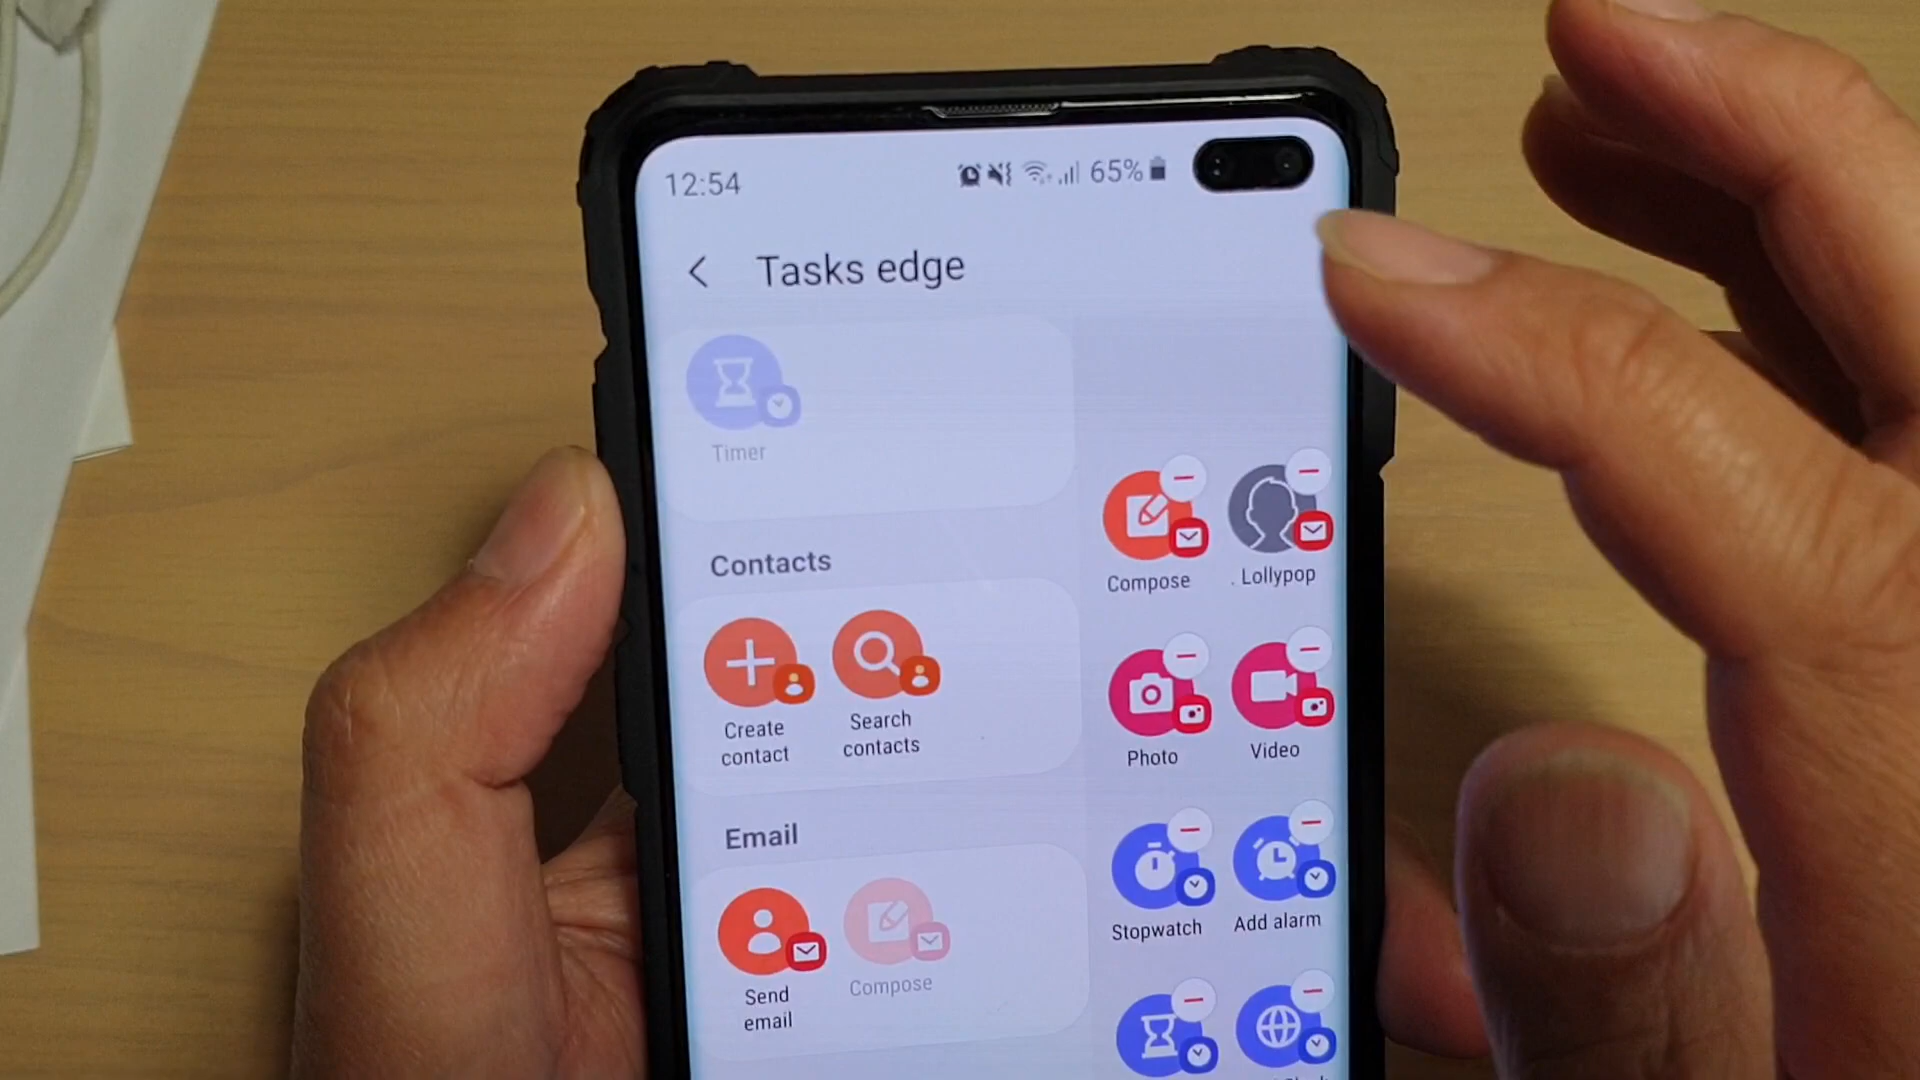 12:54
65%
Tasks edge
Timer
Contacts
Create
contact
Search
contacts
Email
Send
email
Compose
Compose
. Lollypop
Photo
Video
Stopwatch
Add alarm